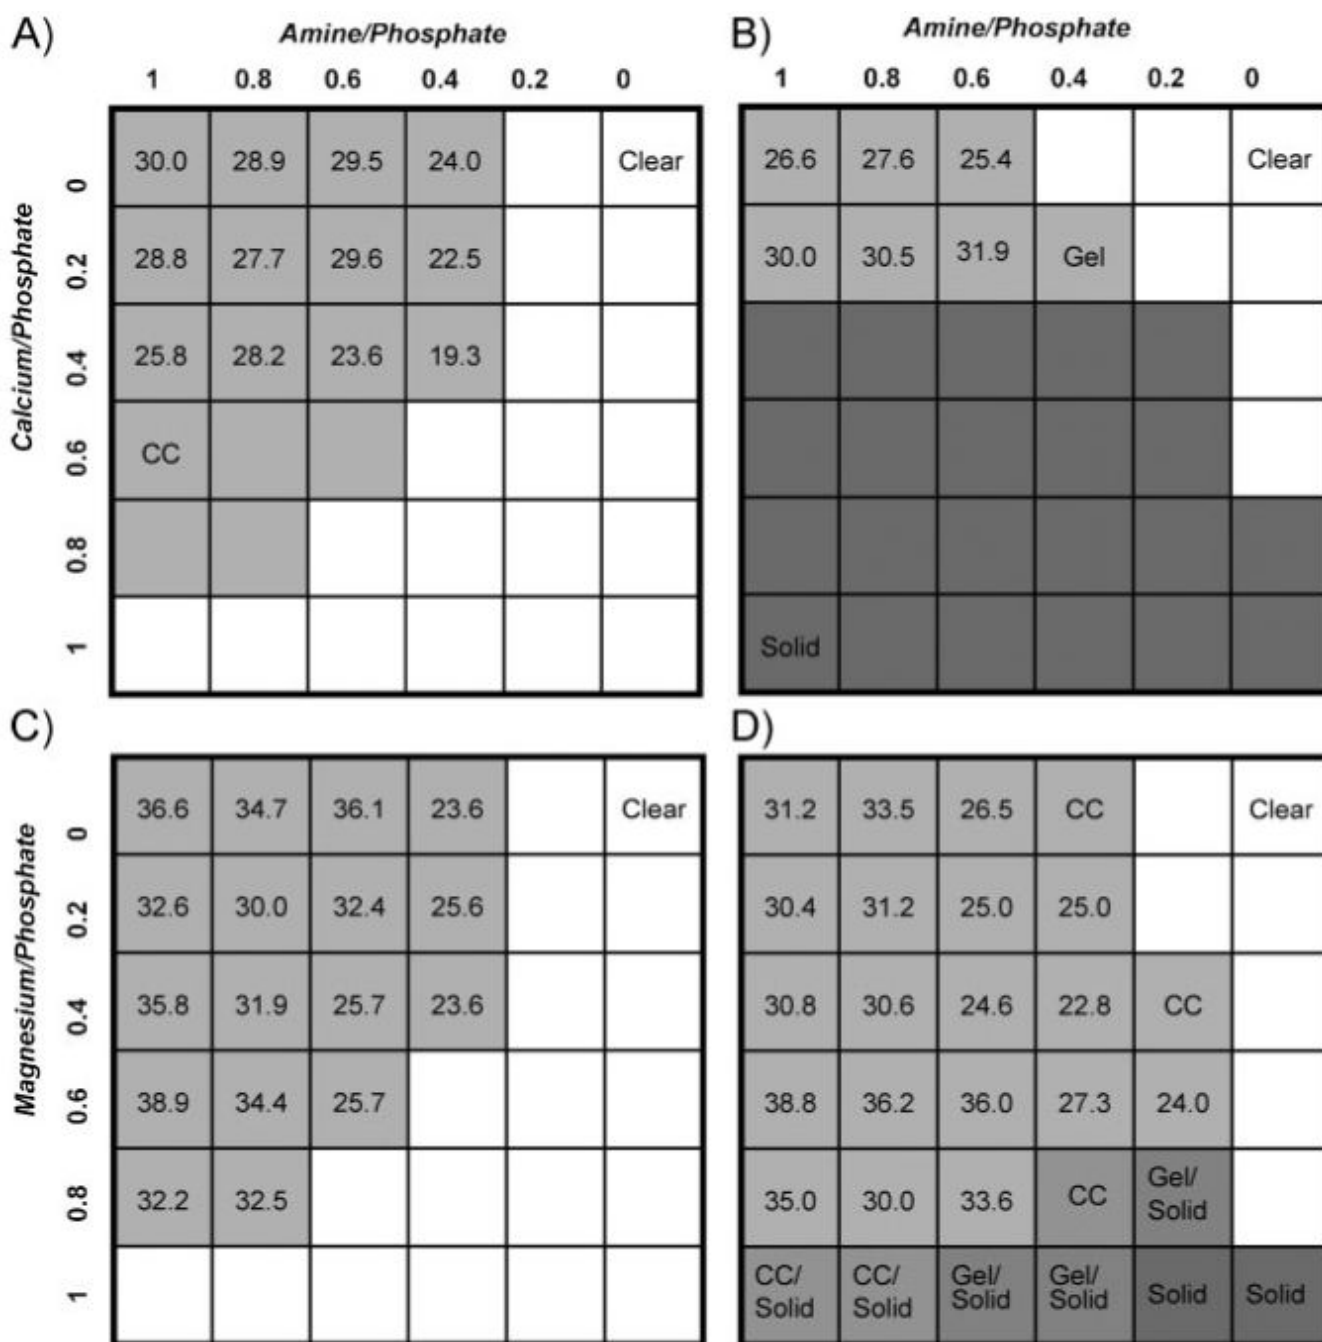 A)
Amine/Phosphate
B)
Amine/Phosphate
1 0.8 0.6 0.4 0.2 0
1 0.8 0.6 0.4 0.2 0
Calcium/Phosphate
0 0.2 0.4 0.6 0.8 1
30.0 28.9 29.5 24.0 Clear
28.8 27.7 29.6 22.5
25.8 28.2 23.6 19.3
CC
26.6 27.6 25.4 Clear
30.0 30.5 31.9 Gel
Solid
C)
D)
Magnesium/Phosphate
0 0.2 0.4 0.6 0.8 1
36.6 34.7 36.1 23.6 Clear
32.6 30.0 32.4 25.6
35.8 31.9 25.7 23.6
38.9 34.4 25.7
32.2 32.5
31.2 33.5 26.5 CC Clear
30.4 31.2 25.0 25.0
30.8 30.6 24.6 22.8 CC
38.8 36.2 36.0 27.3 24.0
35.0 30.0 33.6 CC Gel/
Solid
CC/ CC/ Gel/ Gel/
Solid Solid Solid Solid Solid Solid